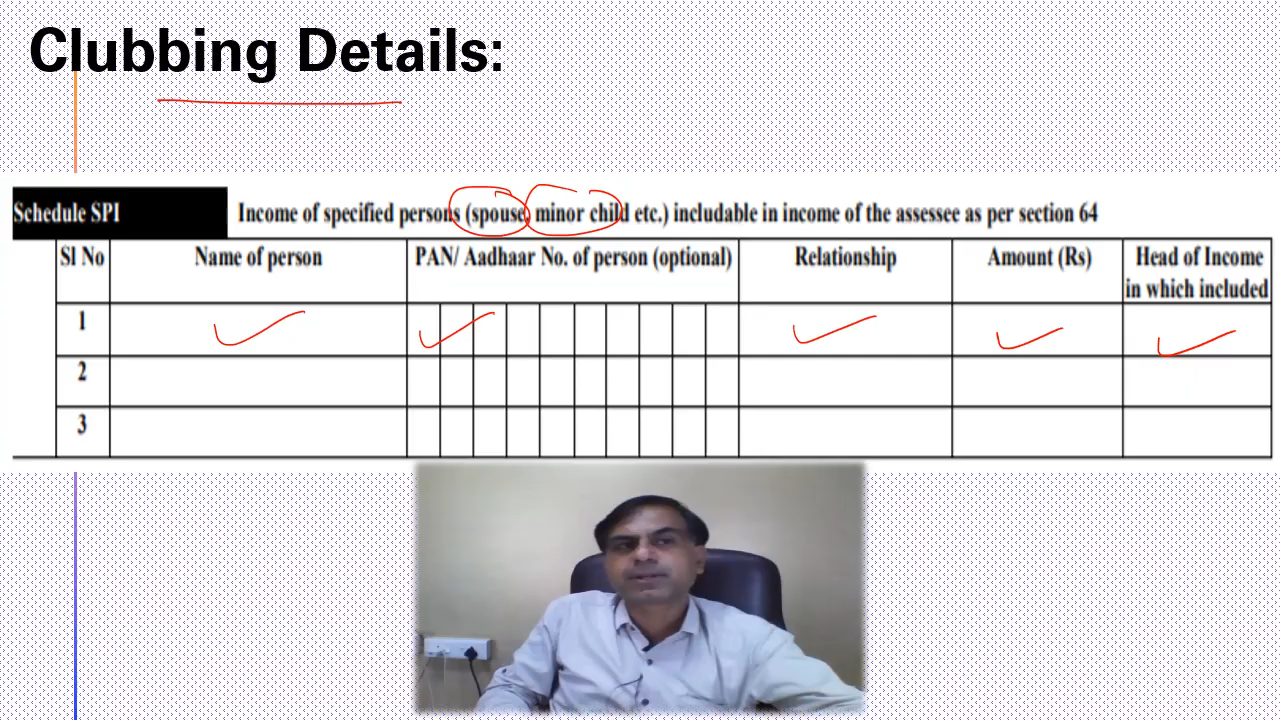 Clubbing Details:
Schedule SPI Income of specified persons (spouse, minor child etc.) includable in income of the assessee as per section 64
Sl No Name of person PAN/ Aadhaar No. of person (optional) Relationship Amount (Rs) Head of Income
in which included
1
2
3